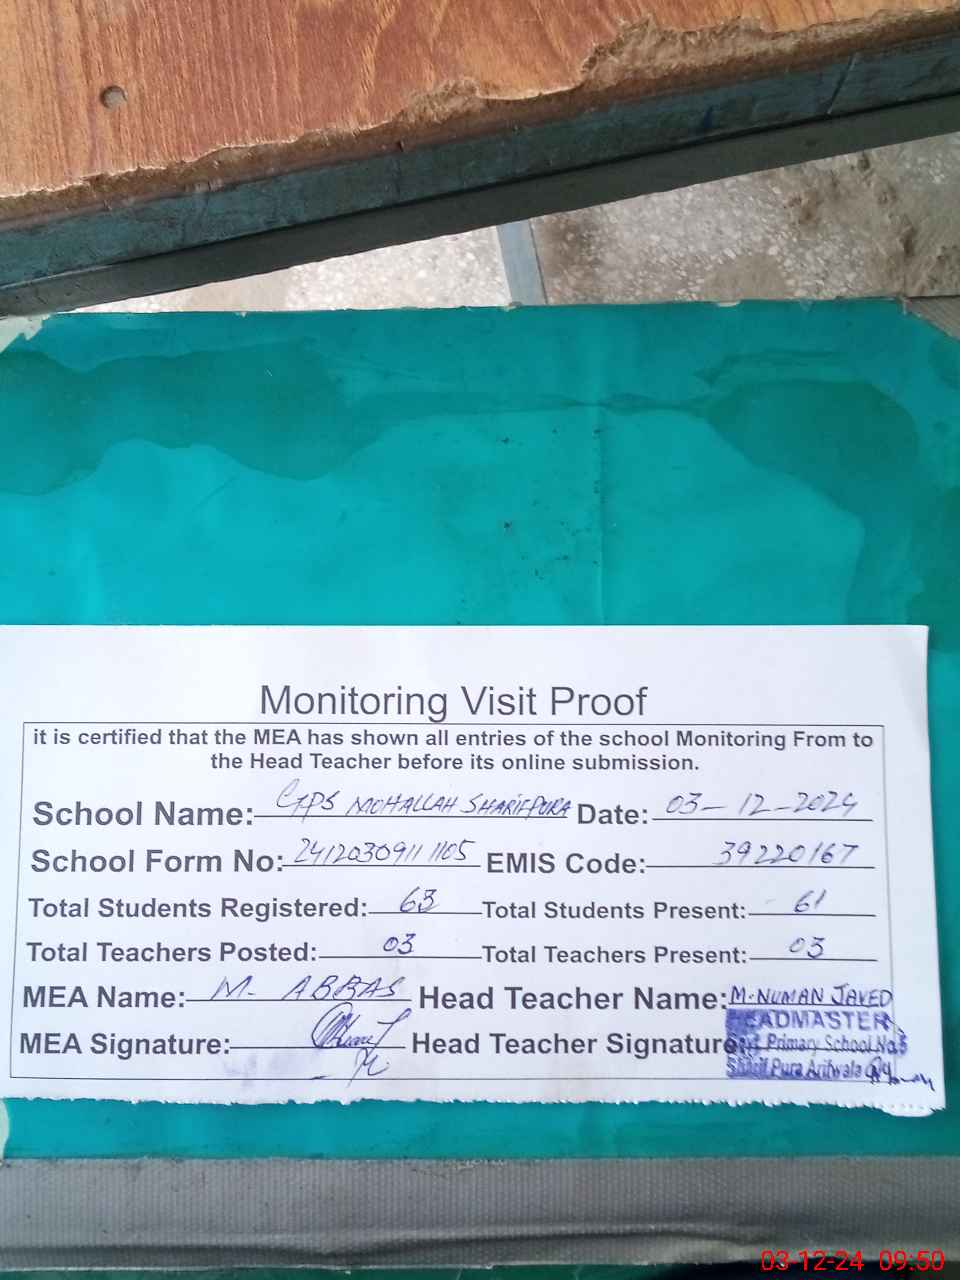 Monitoring Visit Proof
it is certified that the MEA has shown all entries of the school Monitoring From to
the Head Teacher before its online submission.
School Name: GPS MOHALLAH SHARIFPURA Date: 03-12-2024
School Form No: 24120309111105 EMIS Code: 39220167
Total Students Registered: 63 Total Students Present: 61
Total Teachers Posted: 03 Total Teachers Present: 03
MEA Name: M. ABBAS Head Teacher Name: M. NUMAN JAVED
MEA Signature: Head Teacher Signature
HEADMASTER
Govt Primary School No.5
Sharif Pura Arifwala
03-12-24 09:50